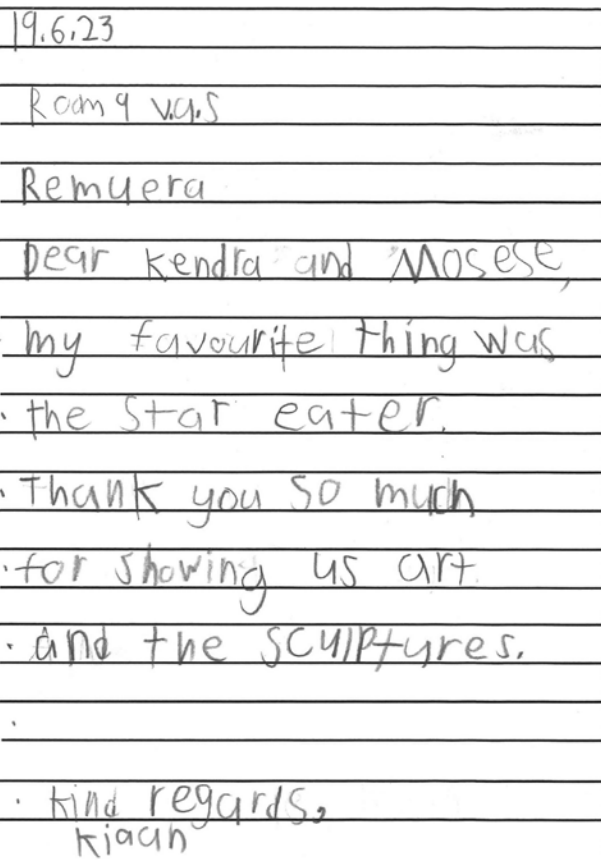 19.6.23
Room 9 v.a.s
Remuera
Dear Kendra and Mosese,
my favourite thing was
the star eater.
Thank you so much
for showing us art
and the sculptures.
kind regards,
Kiaan